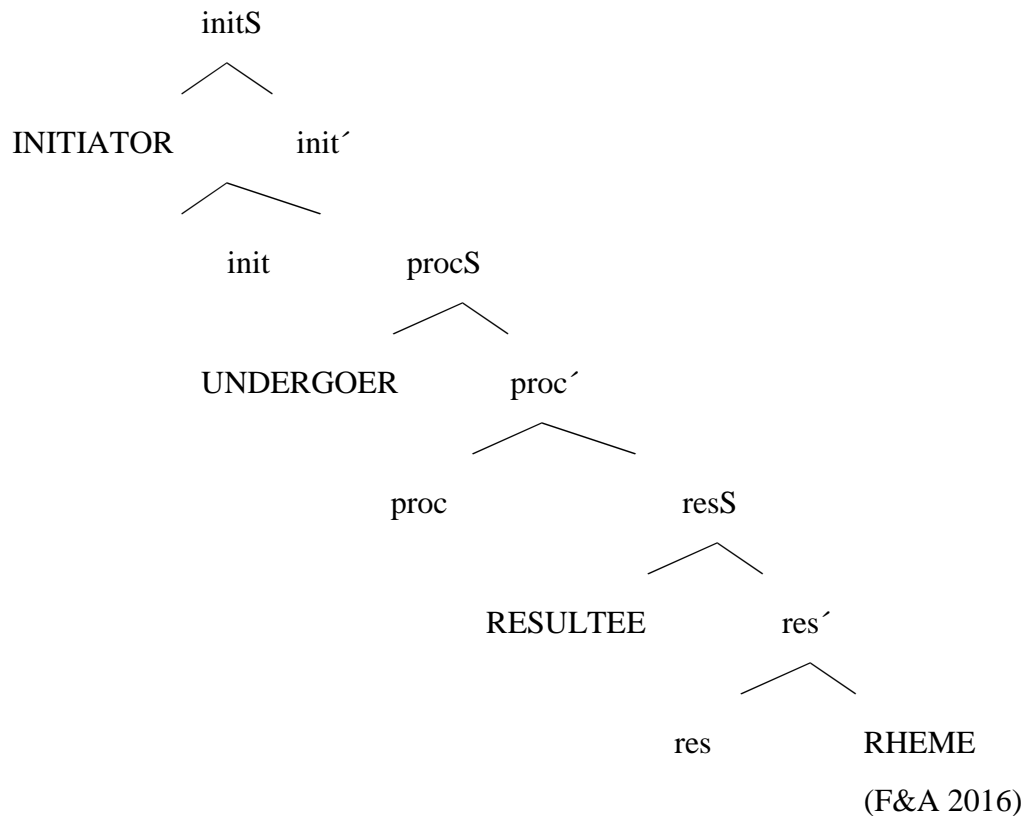 initS
INITIATOR init´
init procS
UNDERGOER proc´
proc resS
RESULTEE res´
res RHEME
(F&A 2016)